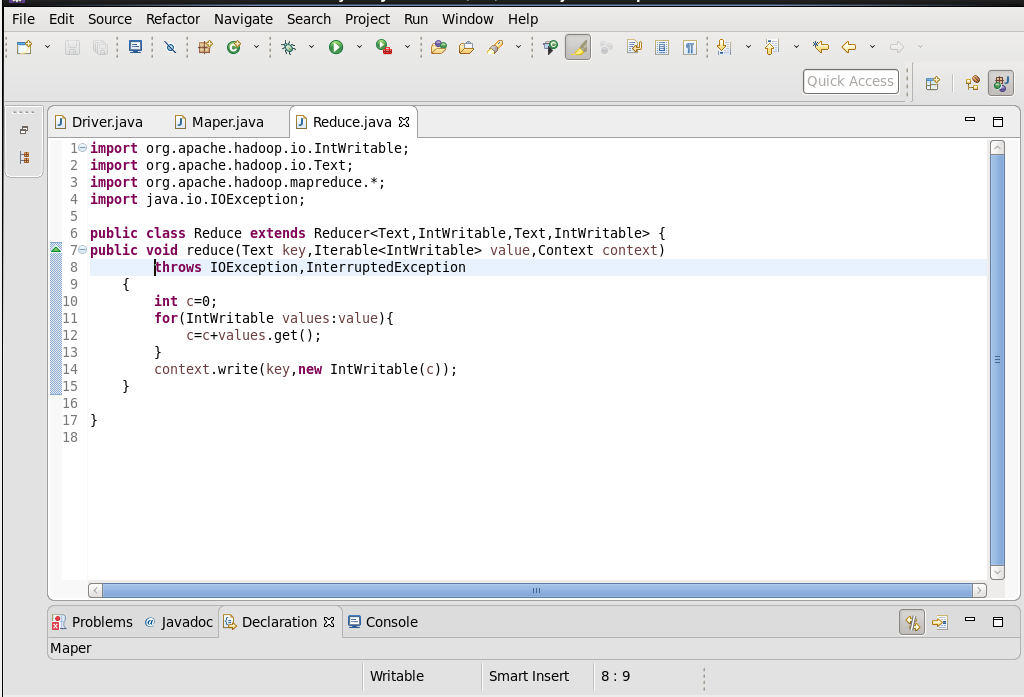 File Edit Source Refactor Navigate Search Project Run Window Help
Quick Access
Driver.java Maper.java Reduce.java
1 import org.apache.hadoop.io.IntWritable;
2 import org.apache.hadoop.io.Text;
3 import org.apache.hadoop.mapreduce.*;
4 import java.io.IOException;
5
6 public class Reduce extends Reducer<Text,IntWritable,Text,IntWritable> {
7 public void reduce(Text key,Iterable<IntWritable> value,Context context)
8         throws IOException,InterruptedException
9     {
10         int c=0;
11         for(IntWritable values:value){
12             c=c+values.get();
13         }
14         context.write(key,new IntWritable(c));
15     }
16
17 }
18
Problems @ Javadoc Declaration Console
Maper
Writable Smart Insert 8 : 9